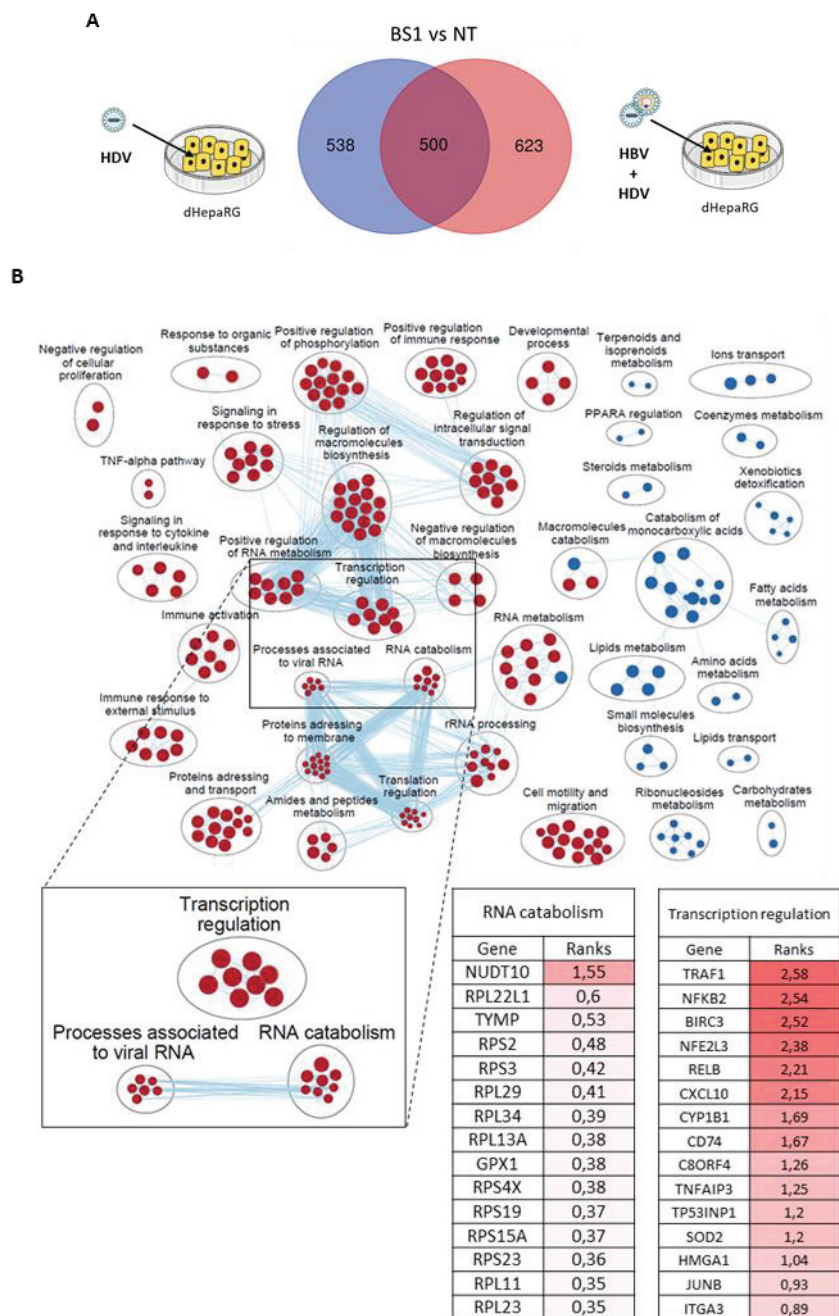 A
BS1 vs NT
538
500
623
HDV
dHepaRG
HBV
+
HDV
dHepaRG
B
Negative regulation
of cellular
proliferation
Response to organic
substances
Positive regulation
of phosphorylation
Positive regulation
of immune response
Developmental
process
Terpenoids and
isoprenoids
metabolism
Ions transport
Signaling in
response to stress
Regulation of
macromolecules
biosynthesis
Regulation of
intracellular signal
transduction
PPARA regulation
Coenzymes metabolism
TNF-alpha pathway
Steroids metabolism
Xenobiotics
detoxification
Signaling in
response to cytokine
and interleukine
Positive regulation
of RNA metabolism
Transcription
regulation
Negative regulation
of macromolecules
biosynthesis
Macromolecules
catabolism
Catabolism of
monocarboxylic acids
Fatty acids
metabolism
Immune activation
Processes associated
to viral RNA
RNA catabolism
RNA metabolism
Lipids metabolism
Amino acids
metabolism
Immune response to
external stimulus
Proteins adressing
to membrane
rRNA processing
Small molecules
biosynthesis
Lipids transport
Proteins adressing
and transport
Amides and peptides
metabolism
Translation
regulation
Cell motility and
migration
Ribonucleosides
metabolism
Carbohydrates
metabolism
Transcription
regulation
Processes associated
to viral RNA
RNA catabolism
RNA catabolism
Gene Ranks
NUDT10 1,55
RPL22L1 0,6
TYMP 0,53
RPS2 0,48
RPS3 0,42
RPL29 0,41
RPL34 0,39
RPL13A 0,38
GPX1 0,38
RPS4X 0,38
RPS19 0,37
RPS15A 0,37
RPS23 0,36
RPL11 0,35
RPL23 0,35
Transcription regulation
Gene Ranks
TRAF1 2,58
NFKB2 2,54
BIRC3 2,52
NFE2L3 2,38
RELB 2,21
CXCL10 2,15
CYP1B1 1,69
CD74 1,67
C8ORF4 1,26
TNFAIP3 1,25
TP53INP1 1,2
SOD2 1,2
HMGA1 1,04
JUNB 0,93
ITGA3 0,89